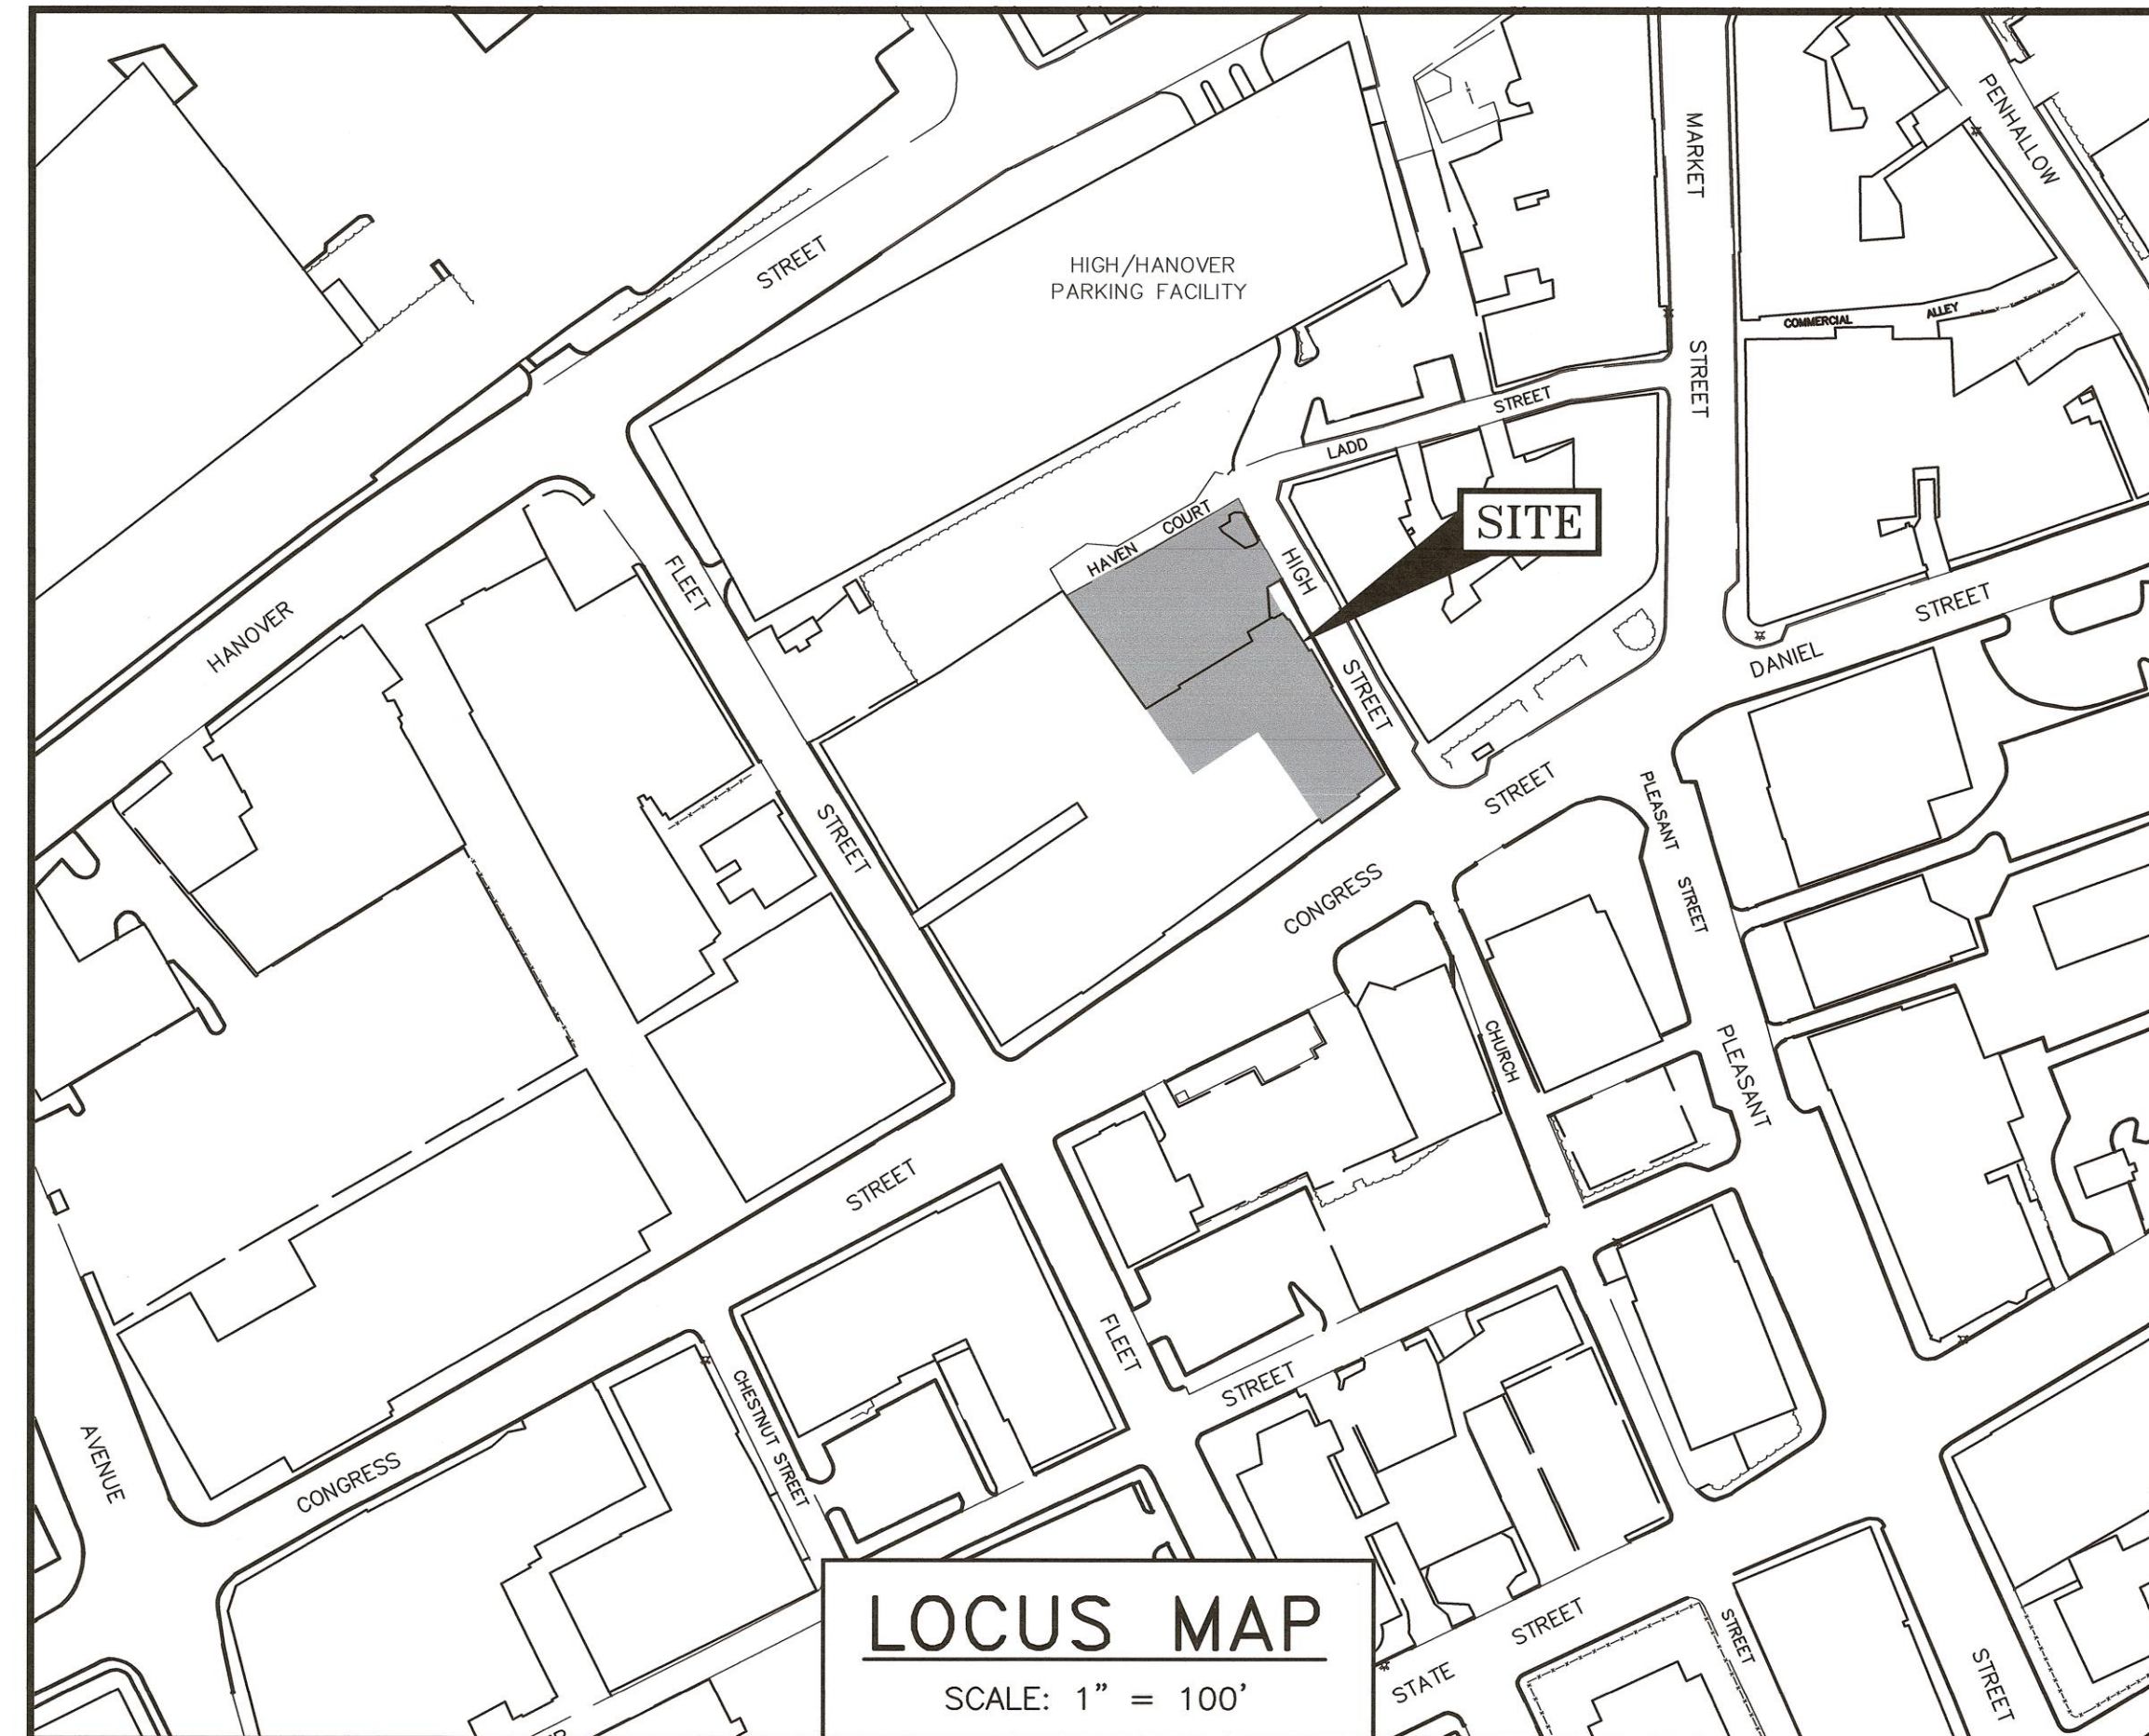 MARKET
PENHALLOW
STREET
HIGH/HANOVER
PARKING FACILITY
COMMERCIAL
ALLEY
STREET
STREET
LADD
SITE
HAVEN
COURT
HIGH
FLEET
HANOVER
STREET
DANIEL
STREET
STREET
PLEASANT
STREET
STREET
CONGRESS
STREET
CHURCH
PLEASANT
STREET
FLEET
STREET
CHESTNUT STREET
AVENUE
CONGRESS
LOCUS MAP
SCALE: 1" = 100'
STREET
STATE
STREET
STREET